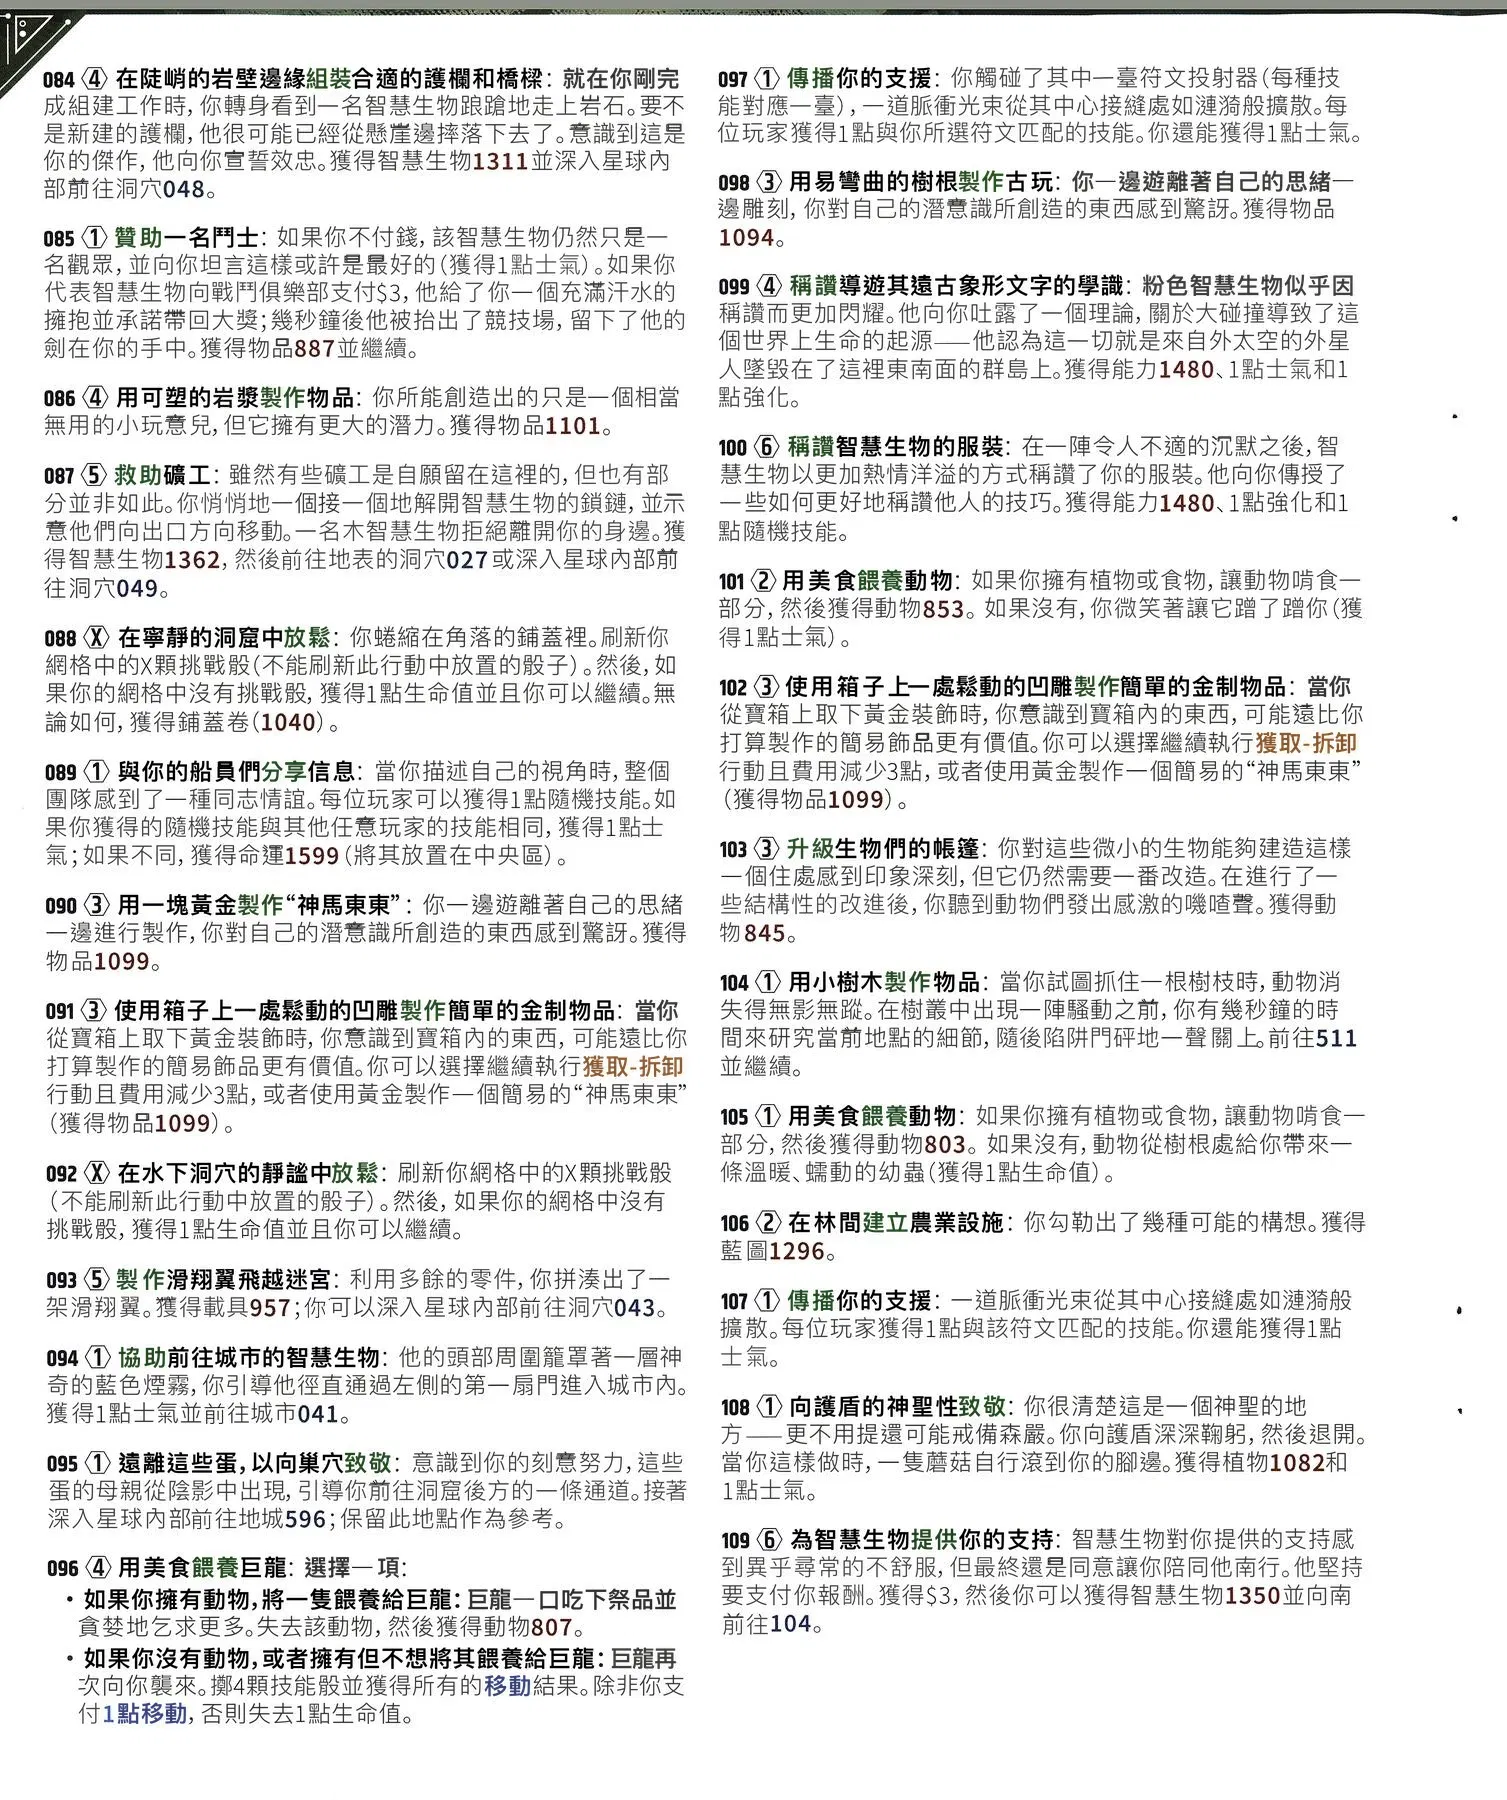 084 4 在陡峭的岩壁邊緣組裝合適的護欄和橋樑：就在你剛完
成組建工作時，你轉身看到一名智慧生物踉蹌地走上岩石。要不
是新建的護欄，他很可能已經從懸崖邊摔落下去了。意識到這是
你的傑作，他向你宣誓效忠。獲得智慧生物1311並深入星球內
部前往洞穴048。
085 1 贊助一名鬥士：如果你不付錢，該智慧生物仍然只是一
名觀眾，並向你坦言這樣或許是最好的（獲得1點士氣）。如果你
代表智慧生物向戰鬥俱樂部支付$3，他給了你一個充滿汗水的
擁抱並承諾帶回大獎；幾秒鐘後他被抬出了競技場，留下了他的
劍在你的手中。獲得物品887並繼續。
086 4 用可塑的岩漿製作物品：你所能創造出的只是一個相當
無用的小玩意兒，但它擁有更大的潛力。獲得物品1101。
087 5 救助礦工：雖然有些礦工是自願留在這裡的，但也有部
分並非如此。你悄悄地一個接一個地解開智慧生物的鎖鏈，並示
意他們向出口方向移動。一名木智慧生物拒絕離開你的身邊。獲
得智慧生物1362，然後前往地表的洞穴027或深入星球內部前
往洞穴049。
088 X 在寧靜的洞窟中放鬆：你蜷縮在角落的鋪蓋裡。刷新你
網格中的X顆挑戰骰（不能刷新此行動中放置的骰子）。然後，如
果你的網格中沒有挑戰骰，獲得1點生命值並且你可以繼續。無
論如何，獲得鋪蓋卷（1040）。
089 1 與你的船員們分享信息：當你描述自己的視角時，整個
團隊感到了一種同志情誼。每位玩家可以獲得1點隨機技能。如
果你獲得的隨機技能與其他任意玩家的技能相同，獲得1點士
氣；如果不同，獲得命運1599（將其放置在中央區）。
090 3 用一塊黃金製作“神馬東東”：你一邊遊離著自己的思緒
一邊進行製作，你對自己的潛意識所創造的東西感到驚訝。獲得
物品1099。
091 3 使用箱子上一處鬆動的凹雕製作簡單的金制物品：當你
從寶箱上取下黃金裝飾時，你意識到寶箱內的東西，可能遠比你
打算製作的簡易飾品更有價值。你可以選擇繼續執行獲取-拆卸
行動且費用減少3點，或者使用黃金製作一個簡易的“神馬東東”
（獲得物品1099）。
092 X 在水下洞穴的靜謐中放鬆：刷新你網格中的X顆挑戰骰
（不能刷新此行動中放置的骰子）。然後，如果你的網格中沒有
挑戰骰，獲得1點生命值並且你可以繼續。
093 5 製作滑翔翼飛越迷宮：利用多餘的零件，你拼湊出了一
架滑翔翼。獲得載具957；你可以深入星球內部前往洞穴043。
094 1 協助前往城市的智慧生物：他的頭部周圍籠罩著一層神
奇的藍色煙霧，你引導他徑直通過左側的第一扇門進入城市內。
獲得1點士氣並前往城市041。
095 1 遠離這些蛋，以向巢穴致敬：意識到你的刻意努力，這些
蛋的母親從陰影中出現，引導你前往洞窟後方的一條通道。接著
深入星球內部前往地城596；保留此地點作為參考。
096 4 用美食餵養巨龍：選擇一項：
• 如果你擁有動物，將一隻餵養給巨龍：巨龍一口吃下祭品並
貪婪地乞求更多。失去該動物，然後獲得動物807。
• 如果你沒有動物，或者擁有但不想將其餵養給巨龍：巨龍再
次向你襲來。擲4顆技能骰並獲得所有的移動結果。除非你支
付1點移動，否則失去1點生命值。
097 1 傳播你的支援：你觸碰了其中一臺符文投射器（每種技
能對應一臺），一道脈衝光束從其中心接縫處如漣漪般擴散。每
位玩家獲得1點與你所選符文匹配的技能。你還能獲得1點士氣。
098 3 用易彎曲的樹根製作古玩：你一邊遊離著自己的思緒一
邊雕刻，你對自己的潛意識所創造的東西感到驚訝。獲得物品
1094。
099 4 稱讚導遊其遠古象形文字的學識：粉色智慧生物似乎因
稱讚而更加閃耀。他向你吐露了一個理論，關於大碰撞導致了這
個世界上生命的起源——他認為這一切就是來自外太空的外星
人墜毀在了這裡東南面的群島上。獲得能力1480、1點士氣和1
點強化。
100 6 稱讚智慧生物的服裝：在一陣令人不適的沉默之後，智
慧生物以更加熱情洋溢的方式稱讚了你的服裝。他向你傳授了
一些如何更好地稱讚他人的技巧。獲得能力1480、1點強化和1
點隨機技能。
101 2 用美食餵養動物：如果你擁有植物或食物，讓動物啃食一
部分，然後獲得動物853。如果沒有，你微笑著讓它蹭了蹭你（獲
得1點士氣）。
102 3 使用箱子上一處鬆動的凹雕製作簡單的金制物品：當你
從寶箱上取下黃金裝飾時，你意識到寶箱內的東西，可能遠比你
打算製作的簡易飾品更有價值。你可以選擇繼續執行獲取-拆卸
行動且費用減少3點，或者使用黃金製作一個簡易的“神馬東東”
（獲得物品1099）。
103 3 升級生物們的帳篷：你對這些微小的生物能夠建造這樣
一個住處感到印象深刻，但它仍然需要一番改造。在進行了一
些結構性的改進後，你聽到動物們發出感激的嘰喳聲。獲得動
物845。
104 1 用小樹木製作物品：當你試圖抓住一根樹枝時，動物消
失得無影無蹤。在樹叢中出現一陣騷動之前，你有幾秒鐘的時
間來研究當前地點的細節，隨後陷阱門砰地一聲關上。前往511
並繼續。
105 1 用美食餵養動物：如果你擁有植物或食物，讓動物啃食一
部分，然後獲得動物803。如果沒有，動物從樹根處給你帶來一
條溫暖、蠕動的幼蟲（獲得1點生命值）。
106 2 在林間建立農業設施：你勾勒出了幾種可能的構想。獲得
藍圖1296。
107 1 傳播你的支援：一道脈衝光束從其中心接縫處如漣漪般
擴散。每位玩家獲得1點與該符文匹配的技能。你還能獲得1點
士氣。
108 1 向護盾的神聖性致敬：你很清楚這是一個神聖的地
方——更不用提還可能戒備森嚴。你向護盾深深鞠躬，然後退開。
當你這樣做時，一隻蘑菇自行滾到你的腳邊。獲得植物1082和
1點士氣。
109 6 為智慧生物提供你的支持：智慧生物對你提供的支持感
到異乎尋常的不舒服，但最終還是同意讓你陪同他南行。他堅持
要支付你報酬。獲得$3，然後你可以獲得智慧生物1350並向南
前往104。